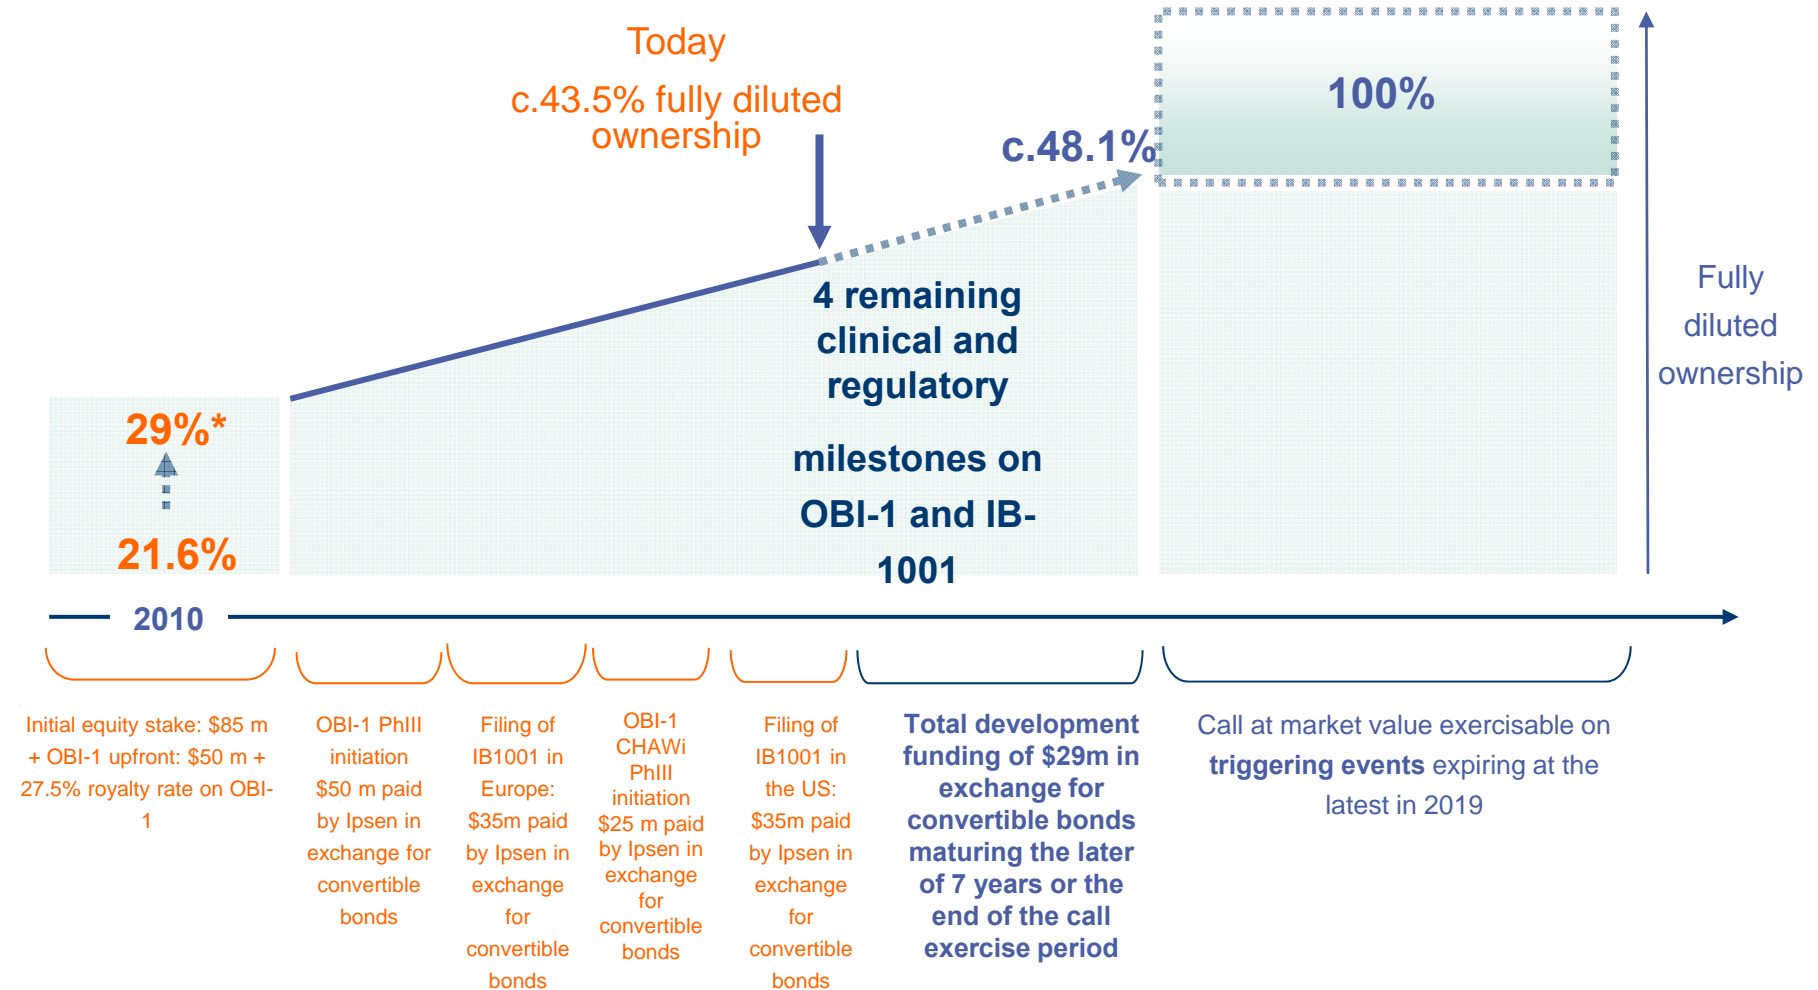 Today
c.43.5% fully diluted
ownership
c.48.1%
100%
Fully
diluted
ownership
4 remaining
clinical and
regulatory
milestones on
OBI-1 and IB-
1001
29%*
21.6%
2010
Initial equity stake: $85 m
+ OBI-1 upfront: $50 m +
27.5% royalty rate on OBI-
1
OBI-1 PhIII
initiation
$50 m paid
by Ipsen in
exchange for
convertible
bonds
Filing of
IB1001 in
Europe:
$35m paid
by Ipsen in
exchange
for
convertible
bonds
OBI-1
CHAWi
PhIII
initiation
$25 m paid
by Ipsen in
exchange
for
convertible
bonds
Filing of
IB1001 in
the US:
$35m paid
by Ipsen in
exchange
for
convertible
bonds
Total development
funding of $29m in
exchange for
convertible bonds
maturing the later
of 7 years or the
end of the call
exercise period
Call at market value exercisable on
triggering events expiring at the
latest in 2019